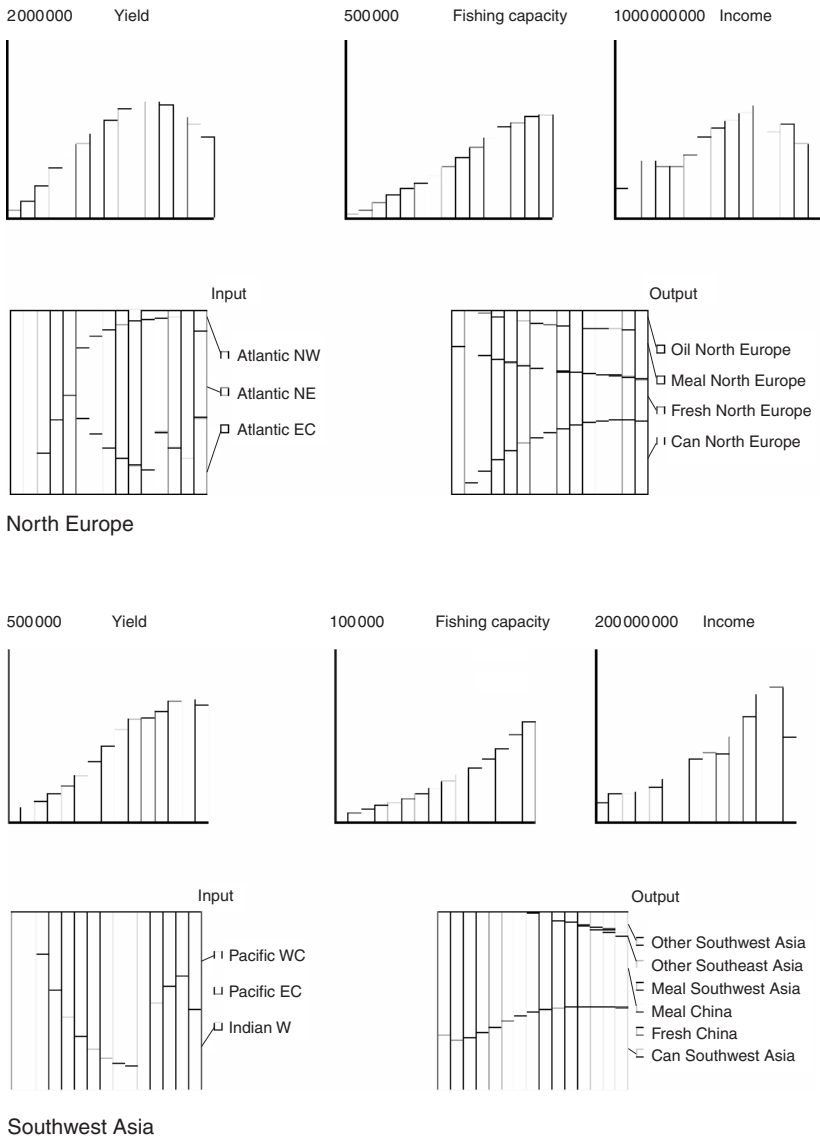 2000000 Yield 500000 Fishing capacity 1000000000 Income
Input
Atlantic NW
Atlantic NE
Atlantic EC
Output
Oil North Europe
Meal North Europe
Fresh North Europe
Can North Europe
North Europe
500000 Yield 100000 Fishing capacity 200000000 Income
Input
Pacific WC
Pacific EC
Indian W
Output
Other Southwest Asia
Other Southeast Asia
Meal Southwest Asia
Meal China
Fresh China
Can Southwest Asia
Southwest Asia